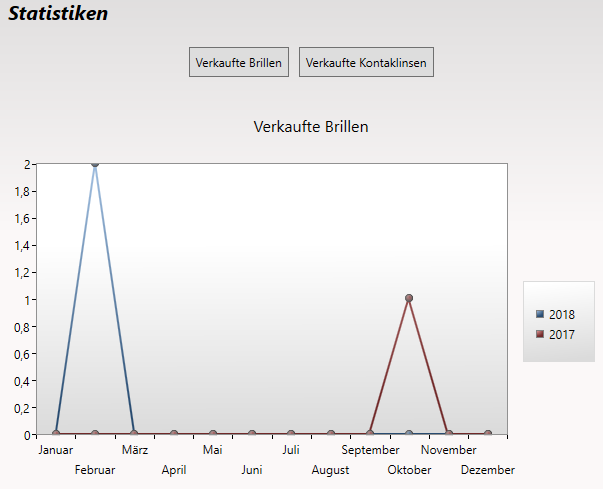 Statistiken
Verkaufte Brillen
Verkaufte Kontaklinsen
Verkaufte Brillen
2
1,8
1,6
1,4
1,2
1
0,8
0,6
0,4
0,2
0
2018
2017
Januar März Mai Juli September November
Februar April Juni August Oktober Dezember